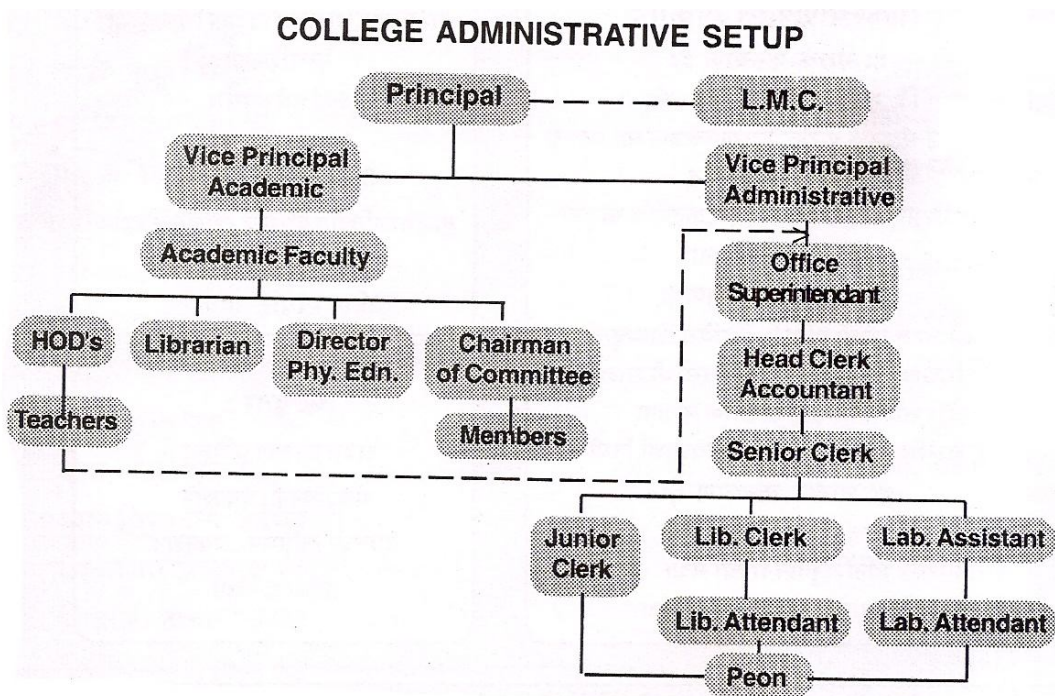 COLLEGE ADMINISTRATIVE SETUP
Principal
L.M.C.
Vice Principal
Academic
Vice Principal
Administrative
Academic Faculty
Office
Superintendant
HOD's
Librarian
Director
Phy. Edn.
Chairman
of Committee
Head Clerk
Accountant
Teachers
Members
Senior Clerk
Junior
Clerk
Lib. Clerk
Lab. Assistant
Lib. Attendant
Lab. Attendant
Peon